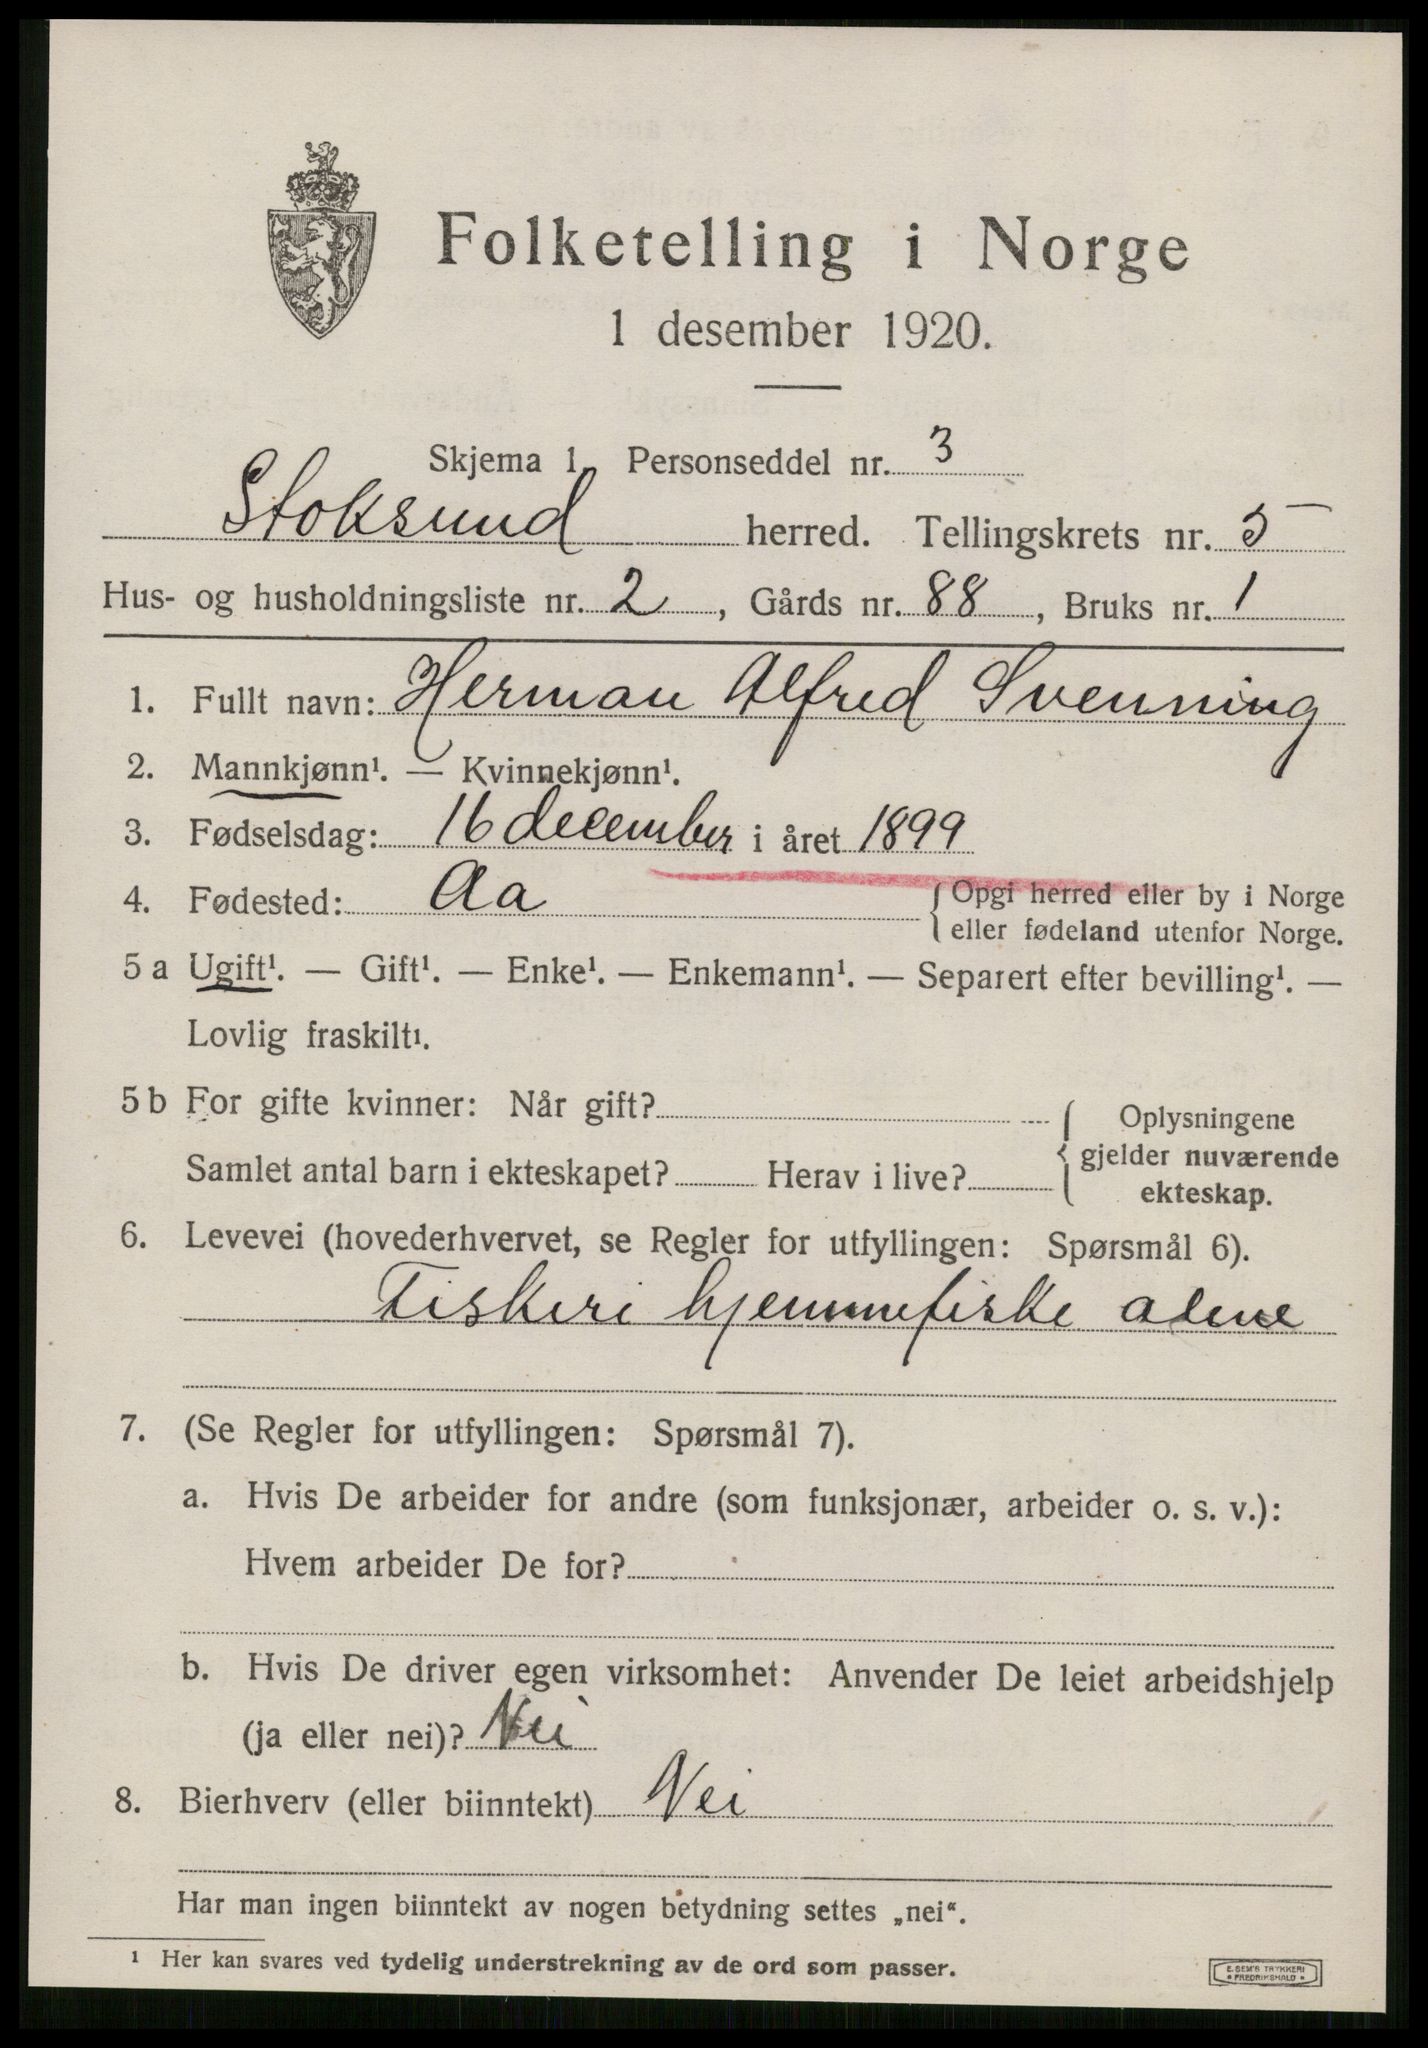 Folketelling i Norge
1 desember 1920.
Skjema 1. Personseddel nr. 3
Stoksund herred. Tellingskrets nr. 5
Hus- og husholdningsliste nr. 2, Gårds nr. 88, Bruks nr. 1
1. Fullt navn: Herman Alfred Svenning
2. Mannkjønn¹. — Kvinnekjønn¹.
3. Fødselsdag: 16 december i året 1899
4. Fødested: Aa { Opgi herred eller by i Norge
eller fødeland utenfor Norge.
5 a Ugift¹. — Gift¹. — Enke¹. — Enkemann¹. — Separert efter bevilling¹. —
Lovlig fraskilt¹.
5 b For gifte kvinner: Når gift? { Oplysningene
gjelder nuværende
Samlet antal barn i ekteskapet? Herav i live?
ekteskap.
6. Levevei (hovederhvervet, se Regler for utfyllingen: Spørsmål 6).
Fiskeri hjemmefiske alene
7. (Se Regler for utfyllingen: Spørsmål 7).
a. Hvis De arbeider for andre (som funksjonær, arbeider o. s. v.):
Hvem arbeider De for?
b. Hvis De driver egen virksomhet: Anvender De leiet arbeidshjelp
(ja eller nei)? Nei
8. Bierhverv (eller biinntekt) Nei
Har man ingen biinntekt av nogen betydning settes „nei".
¹ Her kan svares ved tydelig understrekning av de ord som passer.
E. SEM'S TRYKKERI
FREDRIKSHALD